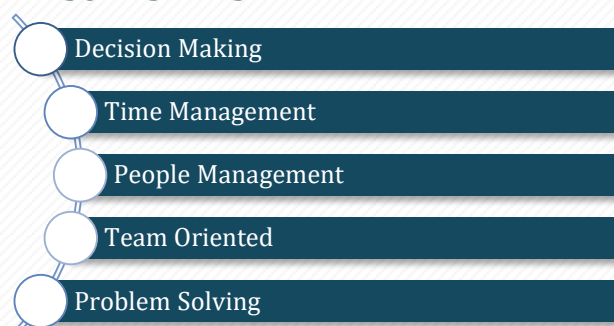 Decision Making
Time Management
People Management
Team Oriented
Problem Solving